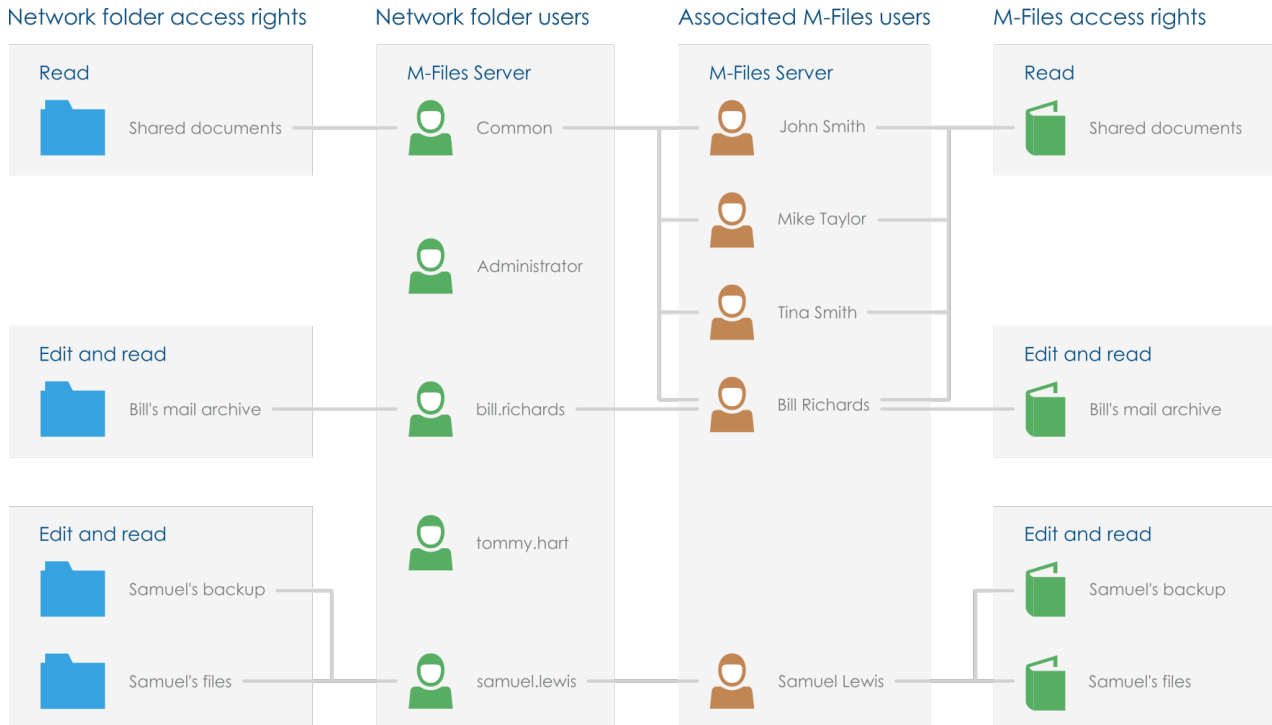 Network folder access rights
Network folder users
Associated M-Files users
M-Files access rights
Read
M-Files Server
M-Files Server
Read
Shared documents
Common
John Smith
Shared documents
Mike Taylor
Administrator
Tina Smith
Edit and read
Edit and read
Bill's mail archive
bill.richards
Bill Richards
Bill's mail archive
Edit and read
tommy.hart
Edit and read
Samuel's backup
Samuel's backup
Samuel's files
samuel.lewis
Samuel Lewis
Samuel's files